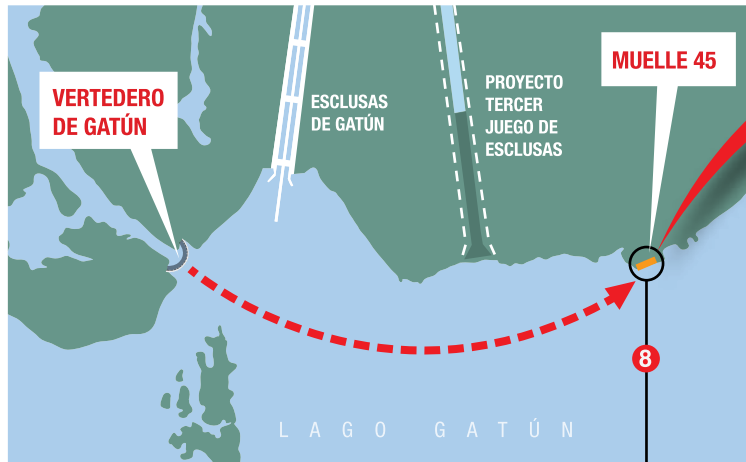 VERTEDERO
DE GATÚN
ESCLUSAS
DE GATÚN
PROYECTO
TERCER
JUEGO DE
ESCLUSAS
MUELLE 45
8
LAGO GATÚN